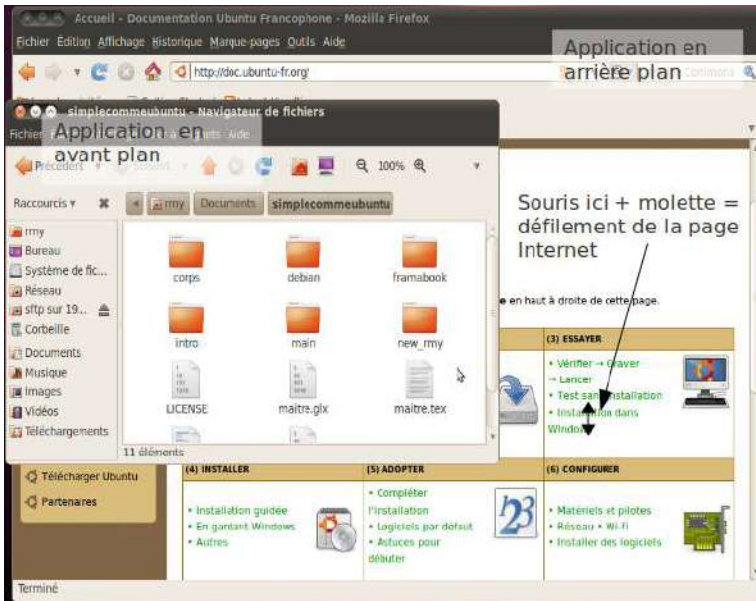 Accueil - Documentation Ubuntu Francophone - Mozilla Firefox
Fichier Édition Affichage Historique Marque-pages Outils Aide
http://doc.ubuntu-fr.org/
Application en
arrière plan
simplecommeubuntu - Navigateur de fichiers
Fichier Aide
Application en
avant plan
Précédent
100%
Raccourcis
rmy Documents simplecommeubuntu
rmy
Bureau
Système de fic...
Réseau
sftp sur 19...
Corbeille
Documents
Musique
Images
Vidéos
Téléchargements
corps debian framabook
intro main new_rmy
LICENSE maitre.glx maitre.tex
11 éléments
Souris ici + molette =
défilement de la page
Internet
e en haut à droite de cette page.
(3) ESSAYER
• Vérifier → Graver
→ Lancer
• Test sans installation
• Installation dans
Windows
Télécharger Ubuntu
Partenaires
(4) INSTALLER
• Installation guidée
• En gardant Windows
• Autres
(5) ADOPTER
• Compléter
l'installation
• Logiciels par défaut
• Astuces pour
débuter
(6) CONFIGURER
• Matériels et pilotes
• Réseau • Wi-fi
• Installer des logiciels
Terminé